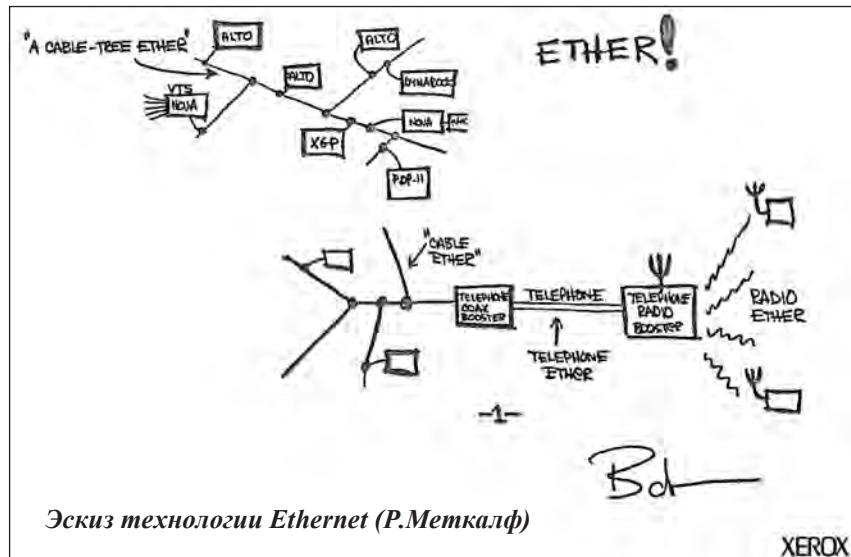 "A CABLE-TREE ETHER"
ALTO
ALTO
ETHER!
ALTO
DYNABOOK
VTS
NOVA
NOVA
XGP
PDP-11
"CABLE
ETHER"
TELEPHONE
COAX
BOOSTER
TELEPHONE
TELEPHONE
RADIO
BOOSTER
RADIO
ETHER
TELEPHONE
ETHER
-1-
Эскиз технологии Ethernet (Р.Меткалф)
XEROX